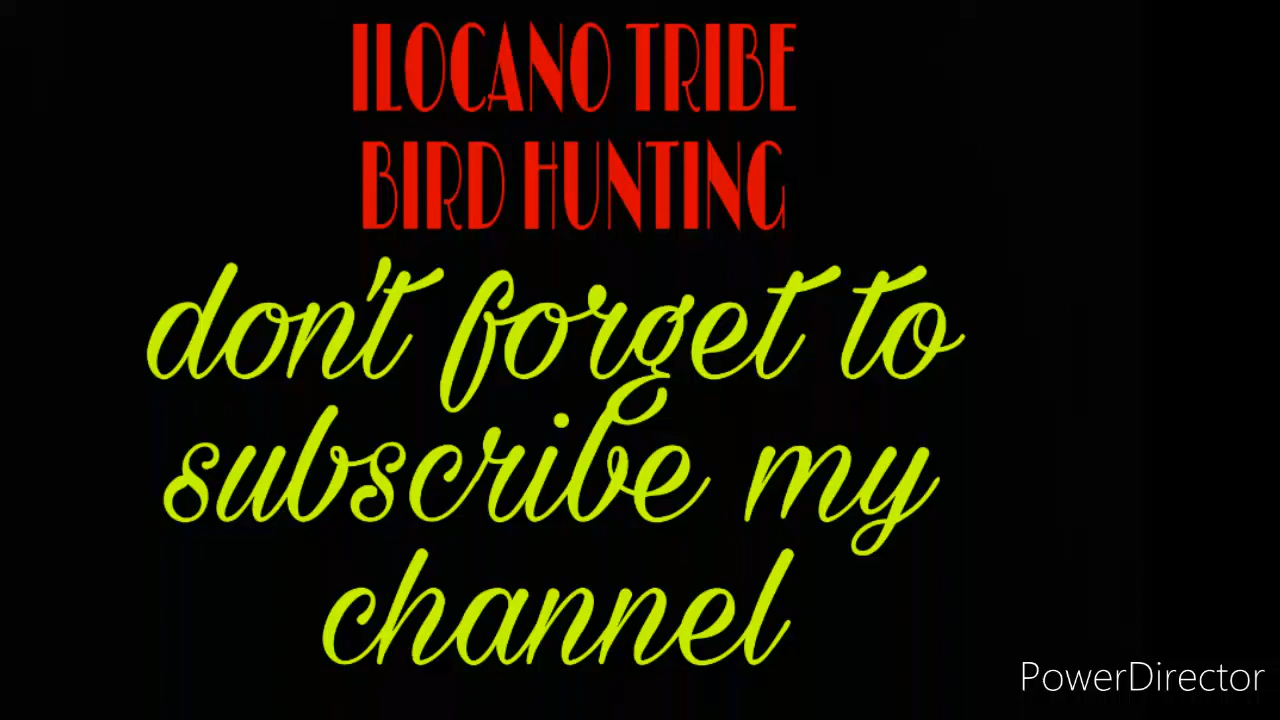 ILOCANO TRIBE
BIRD HUNTING
don't forget to
subscribe my
channel
PowerDirector